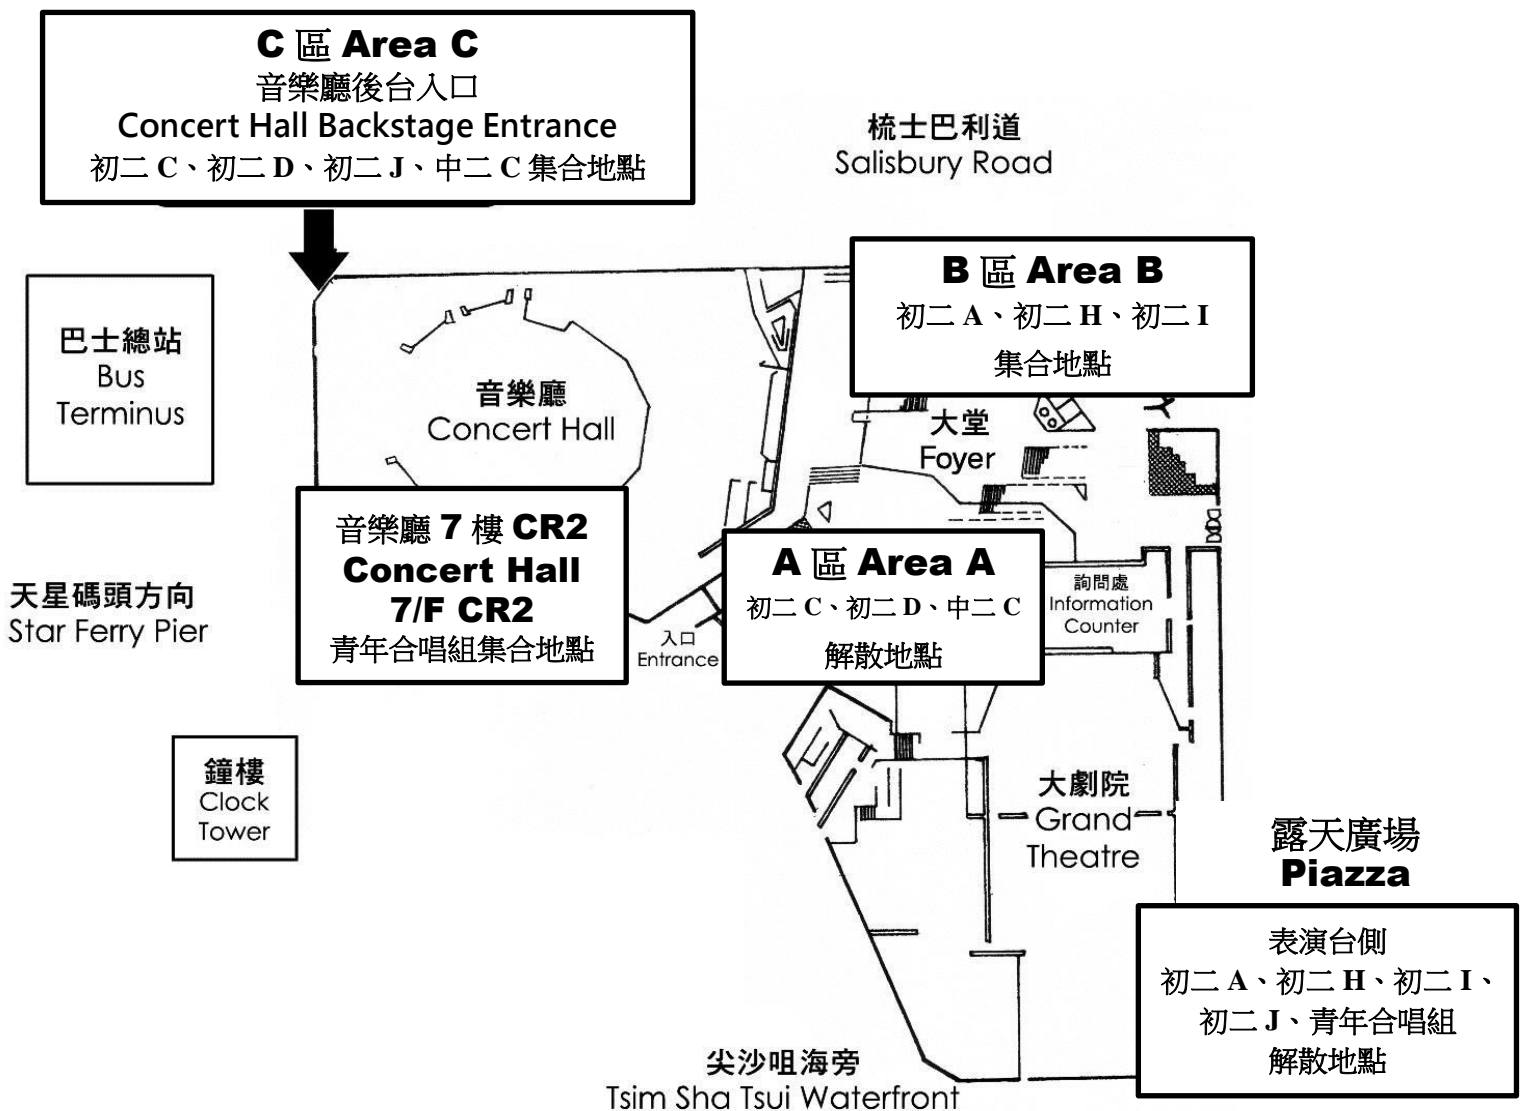 C 區 Area C
音樂廳後台入口
Concert Hall Backstage Entrance
初二 C、初二 D、初二 J、中二 C 集合地點
梳士巴利道
Salisbury Road
B 區 Area B
初二 A、初二 H、初二 I
集合地點
巴士總站
Bus
Terminus
音樂廳
Concert Hall
大堂
Foyer
音樂廳 7 樓 CR2
Concert Hall
7/F CR2
青年合唱組集合地點
A 區 Area A
初二 C、初二 D、中二 C
解散地點
詢問處
Information
Counter
天星碼頭方向
Star Ferry Pier
入口
Entrance
鐘樓
Clock
Tower
大劇院
Grand
Theatre
露天廣場
Piazza
表演台側
初二 A、初二 H、初二 I、
初二 J、青年合唱組
解散地點
尖沙咀海旁
Tsim Sha Tsui Waterfront